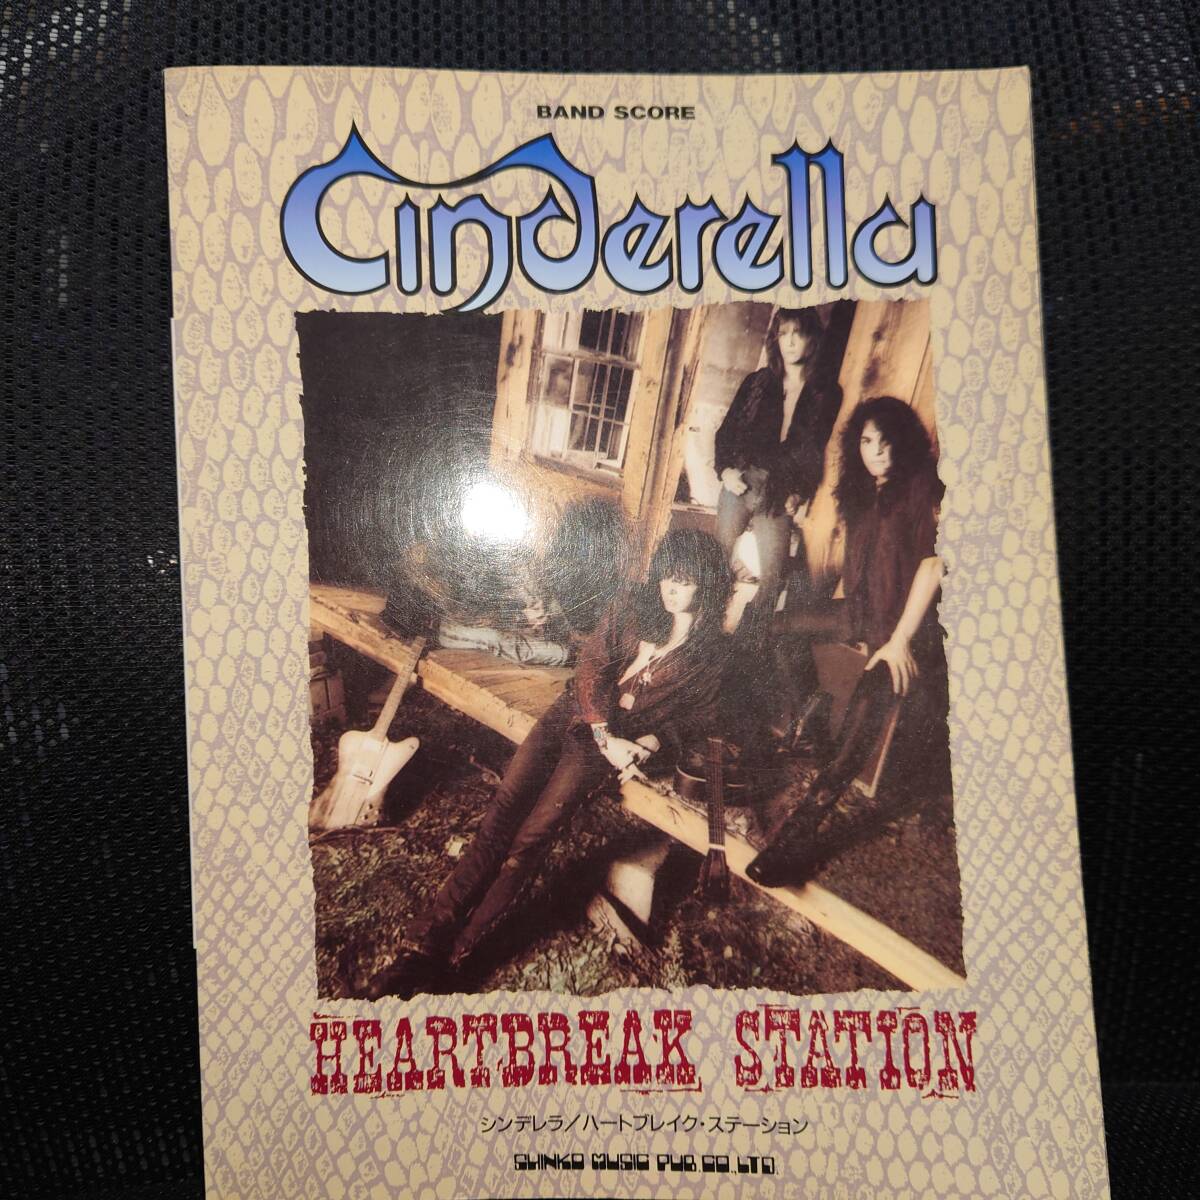 BAND SCORE
Cinderella
HEARTBREAK STATION
シンデレラ/ハートブレイク・ステーション
SHINKO MUSIC PUB. CO., LTD.